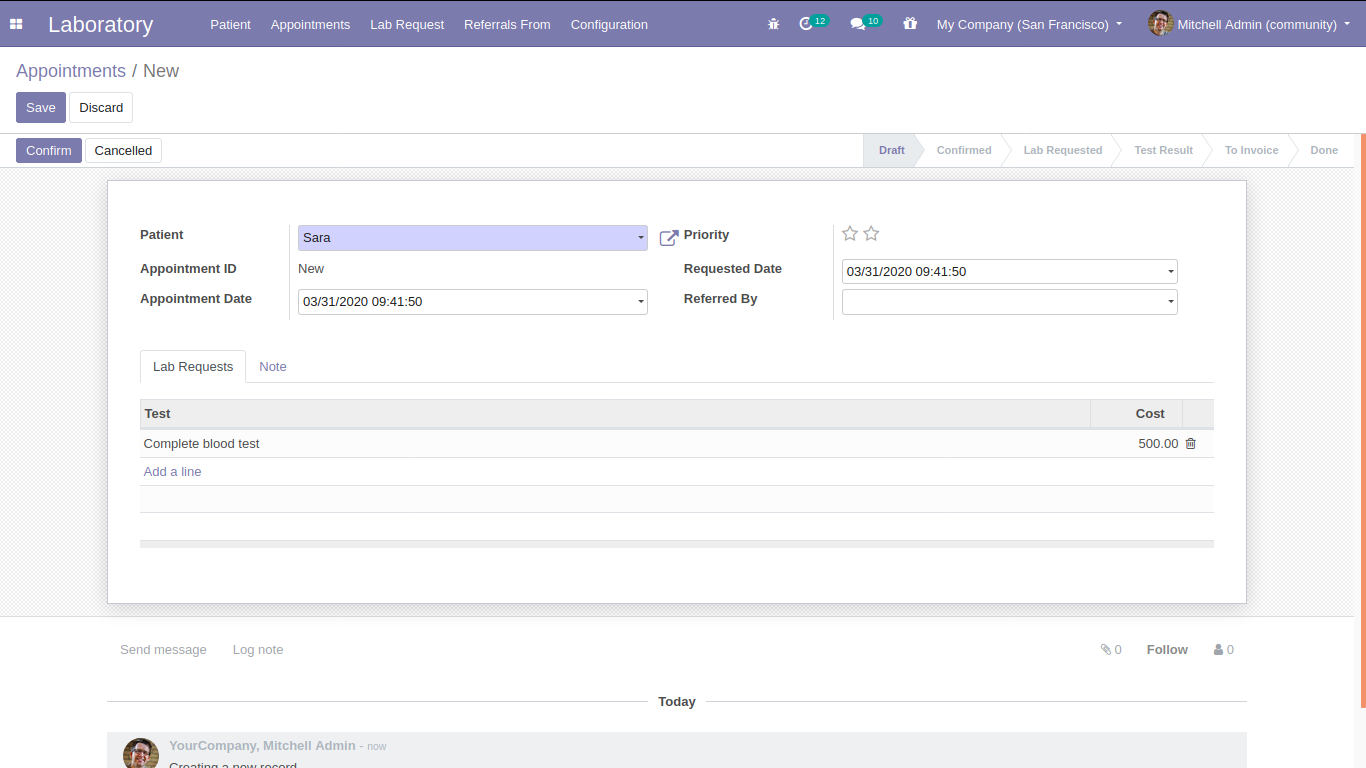 Laboratory Patient Appointments Lab Request Referrals From Configuration 12 10 My Company (San Francisco) Mitchell Admin (community)
Appointments / New
Save Discard
Confirm Cancelled Draft Confirmed Lab Requested Test Result To Invoice Done
Patient Sara Priority
Appointment ID New Requested Date 03/31/2020 09:41:50
Appointment Date 03/31/2020 09:41:50 Referred By
Lab Requests Note
Test Cost
Complete blood test 500.00
Add a line
Send message Log note 0 Follow 0
Today
YourCompany, Mitchell Admin - now
Creating a new record